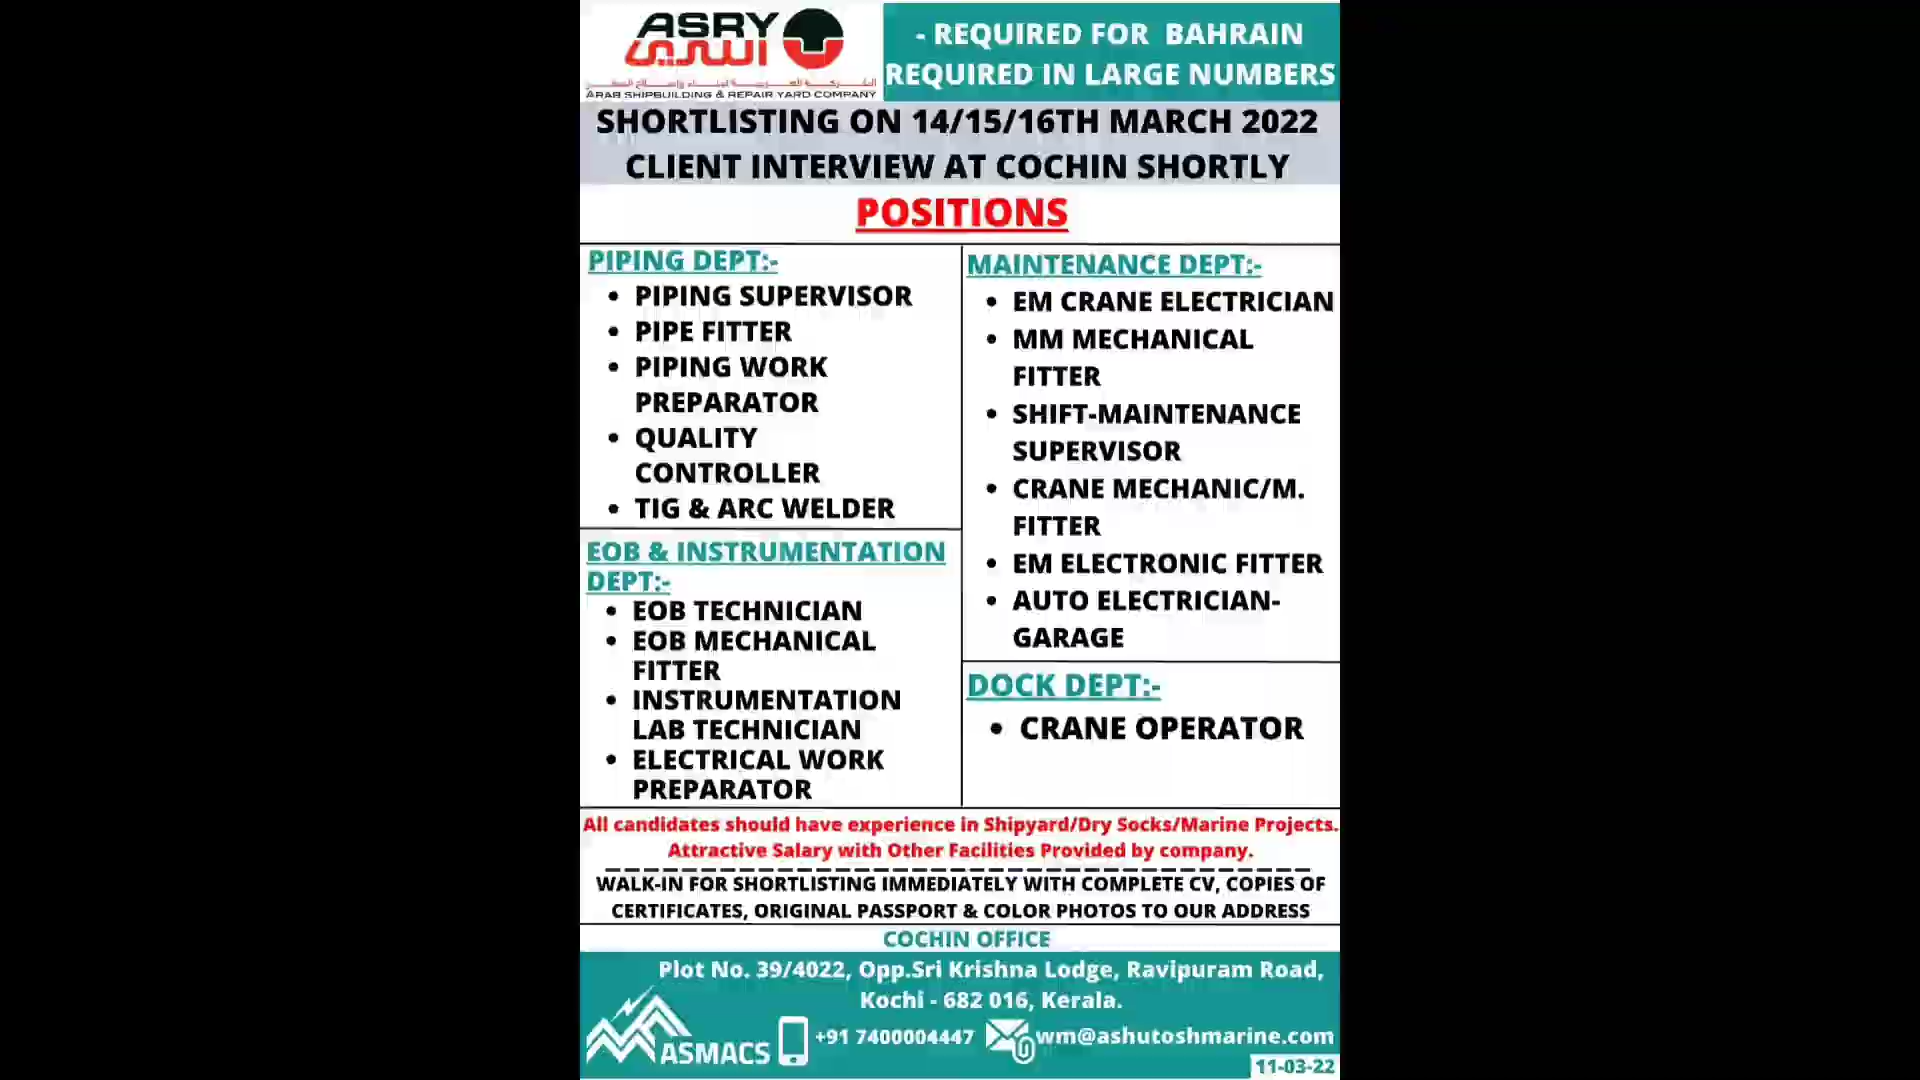 ASRY
اسري
ARAB SHIPBUILDING & REPAIR YARD COMPANY
- REQUIRED FOR BAHRAIN
REQUIRED IN LARGE NUMBERS
SHORTLISTING ON 14/15/16TH MARCH 2022
CLIENT INTERVIEW AT COCHIN SHORTLY
POSITIONS
PIPING DEPT:-
• PIPING SUPERVISOR
• PIPE FITTER
• PIPING WORK
PREPARATOR
• QUALITY
CONTROLLER
• TIG & ARC WELDER
EOB & INSTRUMENTATION
DEPT:-
• EOB TECHNICIAN
• EOB MECHANICAL
FITTER
• INSTRUMENTATION
LAB TECHNICIAN
• ELECTRICAL WORK
PREPARATOR
MAINTENANCE DEPT:-
• EM CRANE ELECTRICIAN
• MM MECHANICAL
FITTER
• SHIFT-MAINTENANCE
SUPERVISOR
• CRANE MECHANIC/M.
FITTER
• EM ELECTRONIC FITTER
• AUTO ELECTRICIAN-
GARAGE
DOCK DEPT:-
• CRANE OPERATOR
All candidates should have experience in Shipyard/Dry Socks/Marine Projects.
Attractive Salary with Other Facilities Provided by company.
WALK-IN FOR SHORTLISTING IMMEDIATELY WITH COMPLETE CV, COPIES OF
CERTIFICATES, ORIGINAL PASSPORT & COLOR PHOTOS TO OUR ADDRESS
COCHIN OFFICE
Plot No. 39/4022, Opp.Sri Krishna Lodge, Ravipuram Road,
Kochi - 682 016, Kerala.
ASMACS
+91 7400004447
wm@ashutoshmarine.com
11-03-22